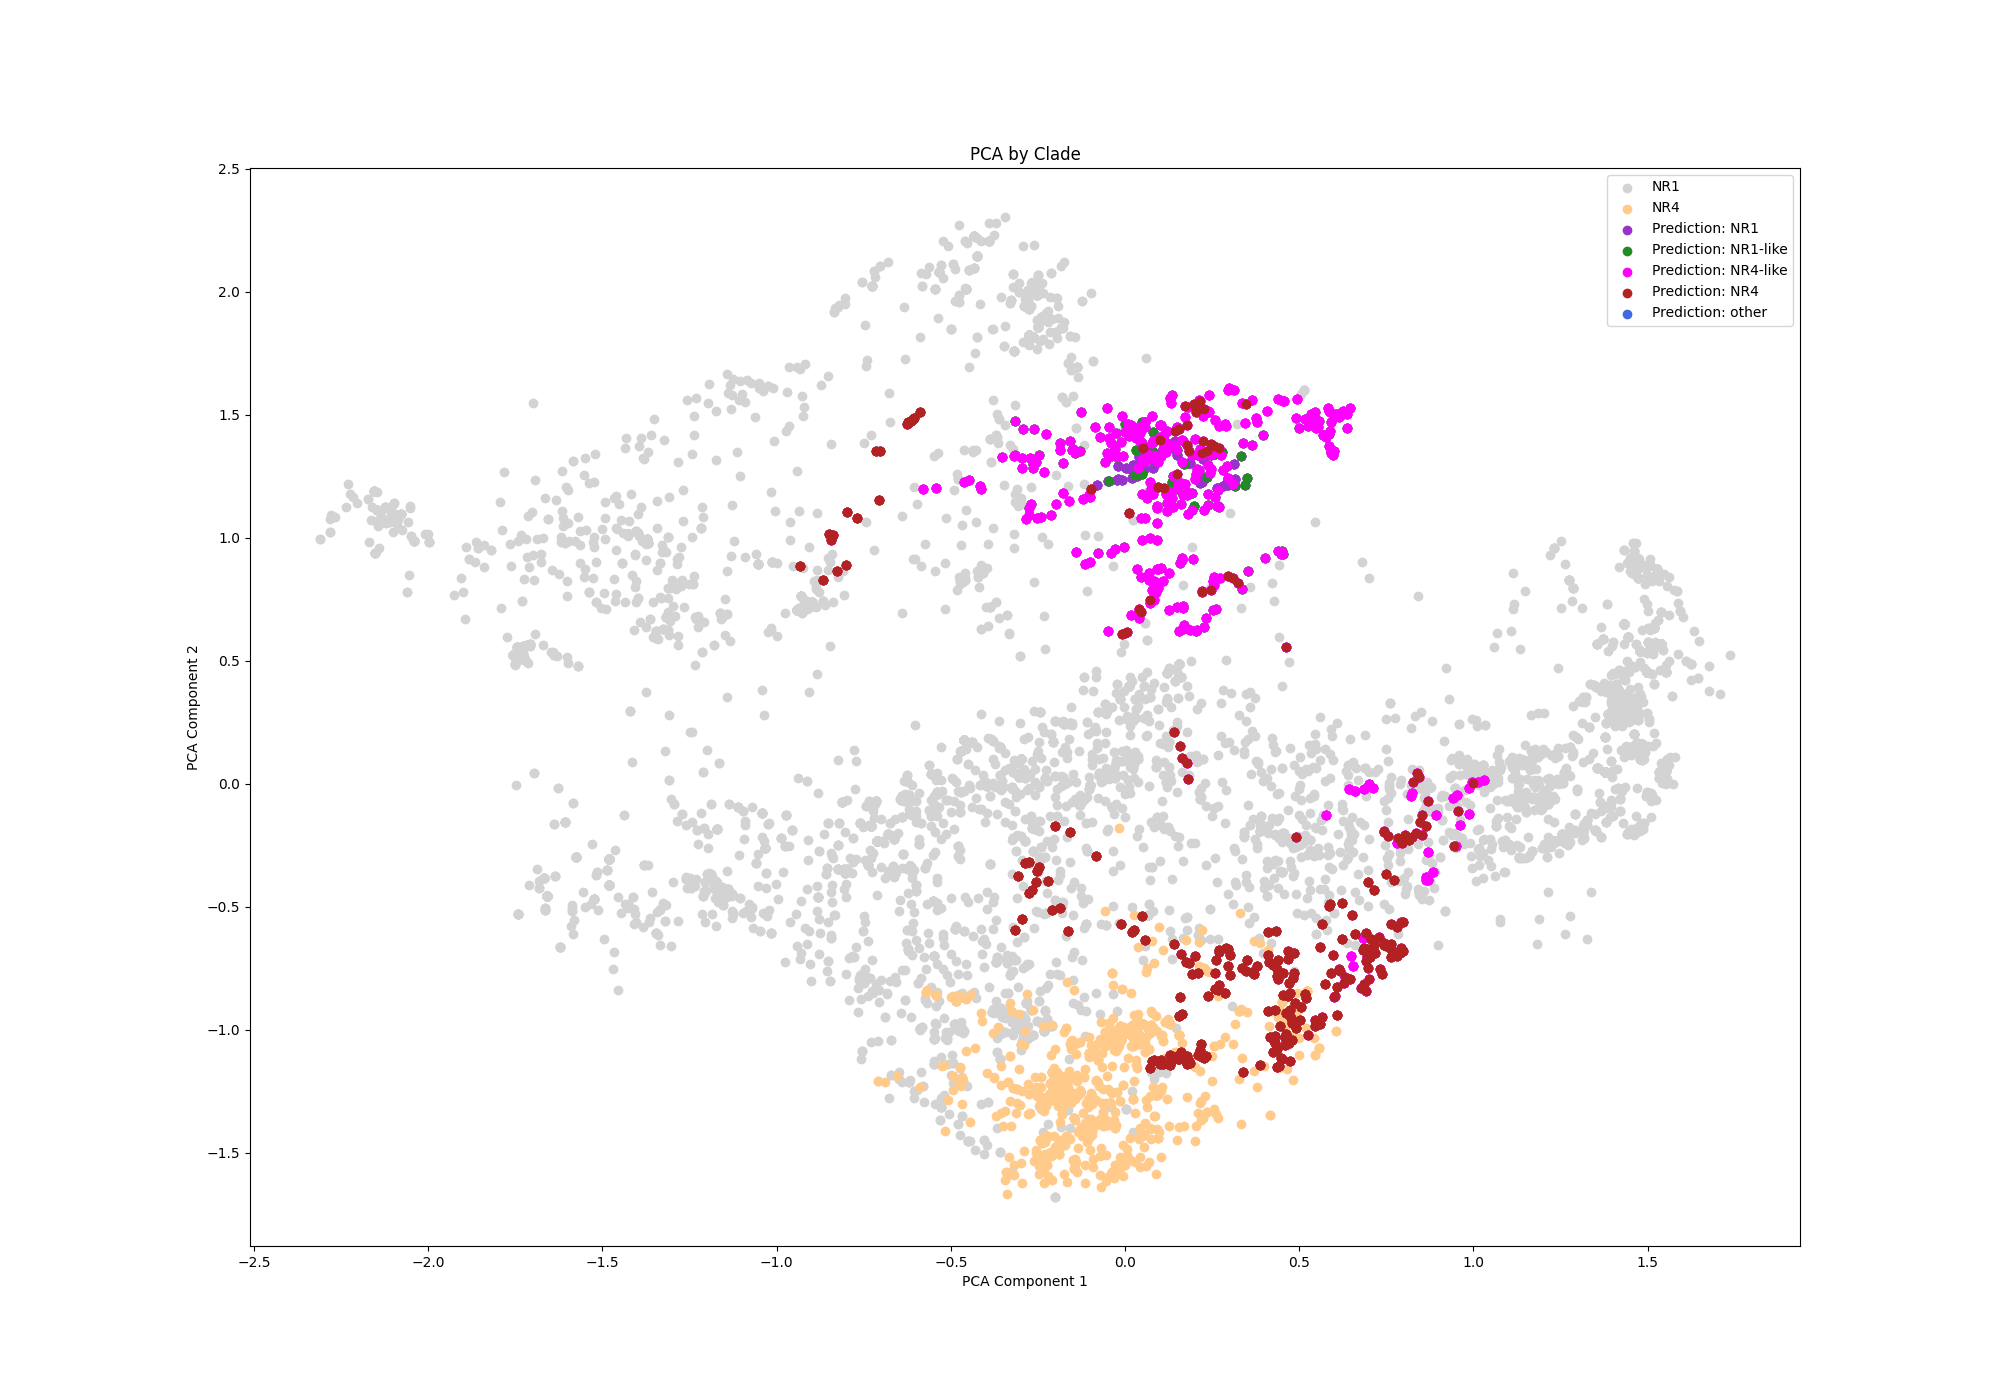 PCA by Clade
2.5
2.0
1.5
1.0
0.5
0.0
−0.5
−1.0
−1.5
PCA Component 2
−2.5
−2.0
−1.5
−1.0
−0.5
0.0
0.5
1.0
1.5
PCA Component 1
NR1
NR4
Prediction: NR1
Prediction: NR1-like
Prediction: NR4-like
Prediction: NR4
Prediction: other